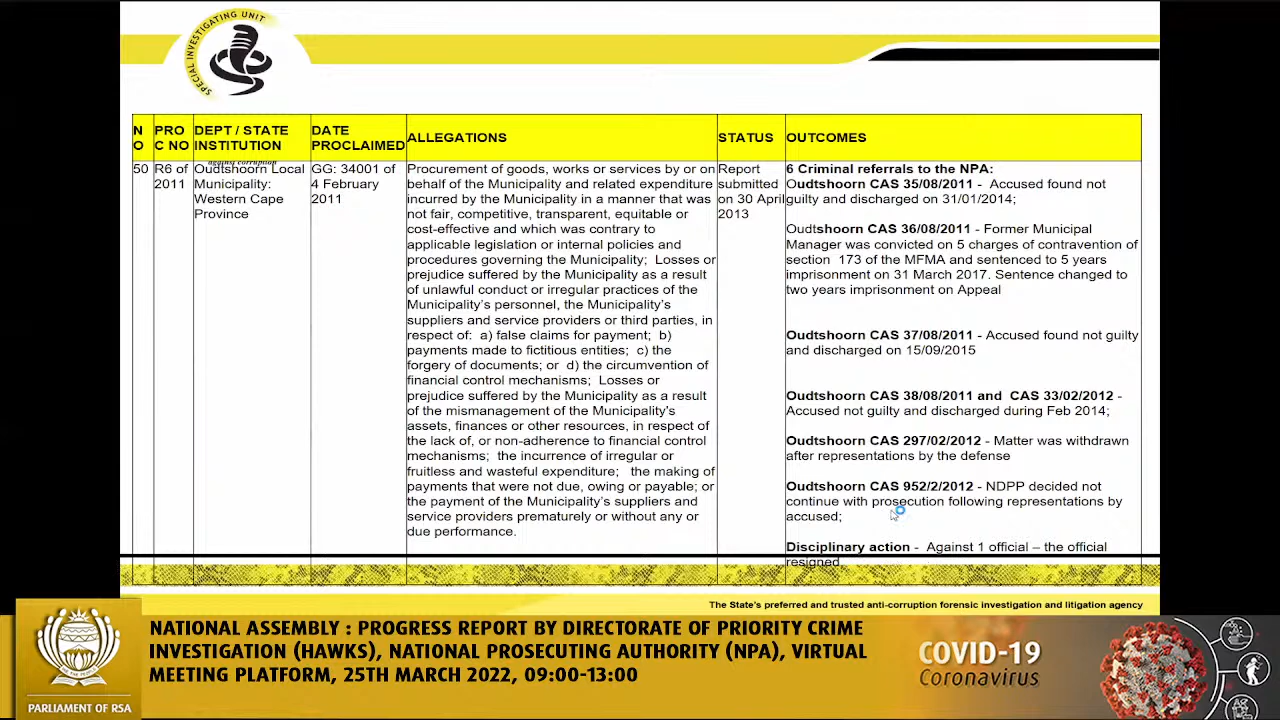 SPECIAL INVESTIGATING UNIT
N
O
PRO
C NO
DEPT / STATE
INSTITUTION
DATE
PROCLAIMED
ALLEGATIONS
STATUS
OUTCOMES
against corruption
50
R6 of
2011
Oudtshoorn Local
Municipality:
Western Cape
Province
GG: 34001 of
4 February
2011
Procurement of goods, works or services by or on
behalf of the Municipality and related expenditure
incurred by the Municipality in a manner that was
not fair, competitive, transparent, equitable or
cost-effective and which was contrary to
applicable legislation or internal policies and
procedures governing the Municipality; Losses or
prejudice suffered by the Municipality as a result
of unlawful conduct or irregular practices of the
Municipality's personnel, the Municipality's
suppliers and service providers or third parties, in
respect of: a) false claims for payment; b)
payments made to fictitious entities; c) the
forgery of documents; or d) the circumvention of
financial control mechanisms; Losses or
prejudice suffered by the Municipality as a result
of the mismanagement of the Municipality's
assets, finances or other resources, in respect of
the lack of, or non-adherence to financial control
mechanisms; the incurrence of irregular or
fruitless and wasteful expenditure; the making of
payments that were not due, owing or payable; or
the payment of the Municipality's suppliers and
service providers prematurely or without any or
due performance.
Report
submitted
on 30 April
2013
6 Criminal referrals to the NPA:
Oudtshoorn CAS 35/08/2011 - Accused found not
guilty and discharged on 31/01/2014;
Oudtshoorn CAS 36/08/2011 - Former Municipal
Manager was convicted on 5 charges of contravention of
section 173 of the MFMA and sentenced to 5 years
imprisonment on 31 March 2017. Sentence changed to
two years imprisonment on Appeal
Oudtshoorn CAS 37/08/2011 - Accused found not guilty
and discharged on 15/09/2015
Oudtshoorn CAS 38/08/2011 and CAS 33/02/2012 -
Accused not guilty and discharged during Feb 2014;
Oudtshoorn CAS 297/02/2012 - Matter was withdrawn
after representations by the defense
Oudtshoorn CAS 952/2/2012 - NDPP decided not
continue with prosecution following representations by
accused;
Disciplinary action - Against 1 official – the official
resigned
The State's preferred and trusted anti-corruption forensic investigation and litigation agency
NATIONAL ASSEMBLY : PROGRESS REPORT BY DIRECTORATE OF PRIORITY CRIME
INVESTIGATION (HAWKS), NATIONAL PROSECUTING AUTHORITY (NPA), VIRTUAL
MEETING PLATFORM, 25TH MARCH 2022, 09:00-13:00
PARLIAMENT OF RSA
COVID-19
Coronavirus